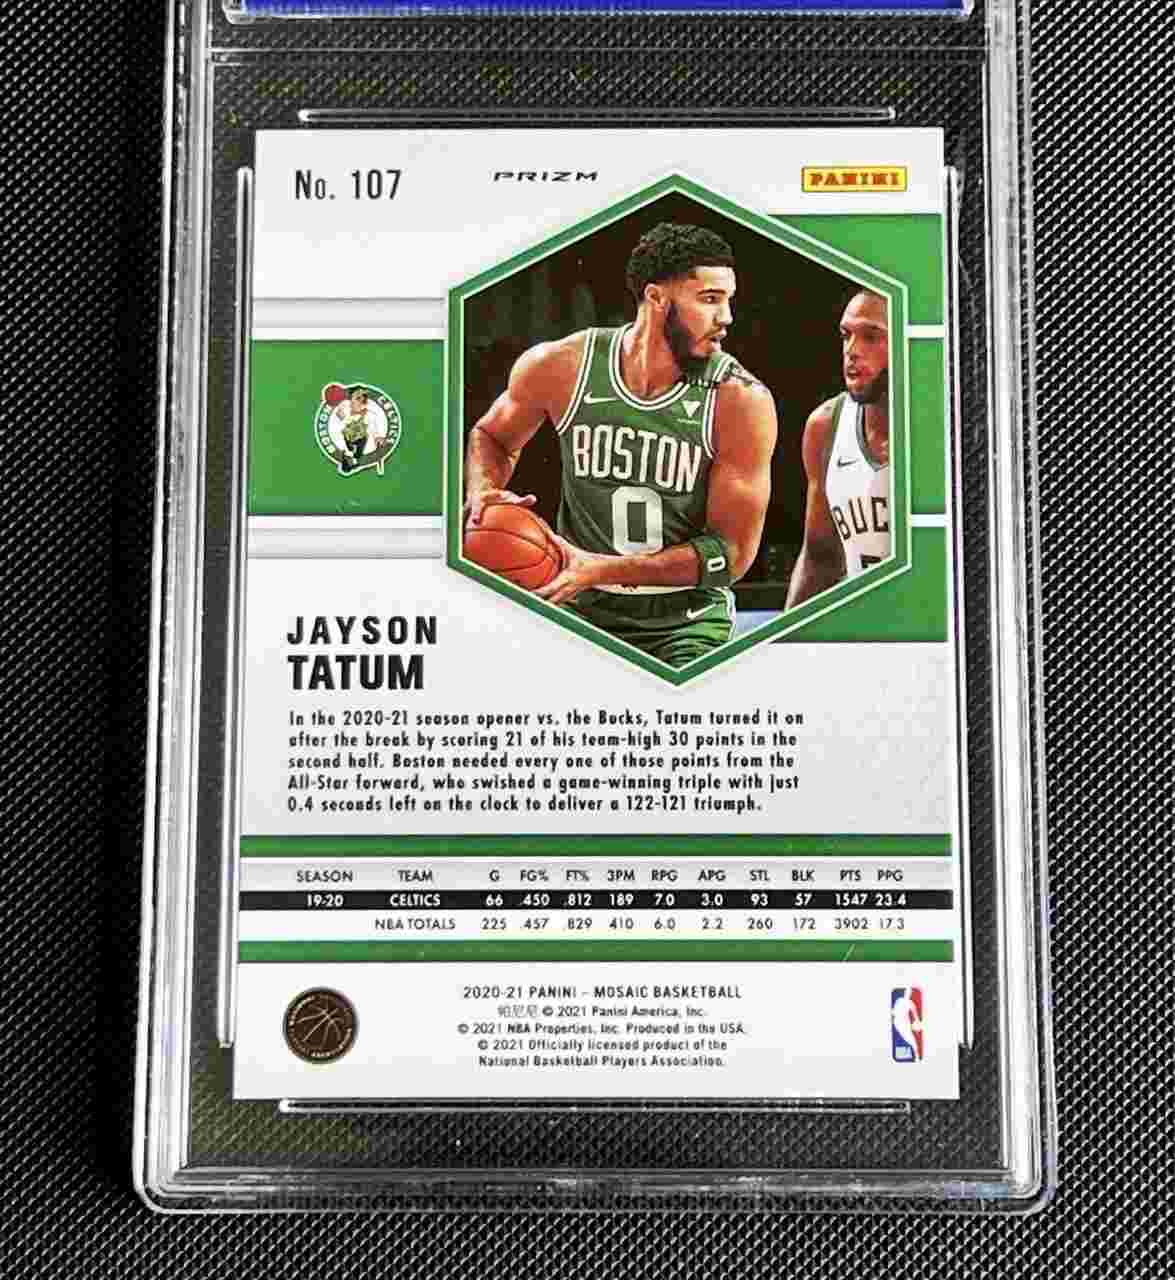 No. 107
PRIZM
PANINI
BOSTON CELTICS
BOSTON
0
0
BUC
JAYSON
TATUM
In the 2020-21 season opener vs. the Bucks, Tatum turned it on
after the break by scoring 21 of his team-high 30 points in the
second half. Boston needed every one of those points from the
All-Star forward, who swished a game-winning triple with just
0.4 seconds left on the clock to deliver a 122-121 triumph.
SEASON TEAM G FG% FT% 3PM RPG APG STL BLK PTS PPG
19-20 CELTICS 66 .450 .812 189 7.0 3.0 93 57 1547 23.4
NBA TOTALS 225 .457 .829 410 6.0 2.2 260 172 3902 17.3
2020-21 PANINI – MOSAIC BASKETBALL
帕尼尼 © 2021 Panini America, Inc.
© 2021 NBA Properties, Inc. Produced in the USA.
© 2021 Officially licensed product of the
National Basketball Players Association.
NBA